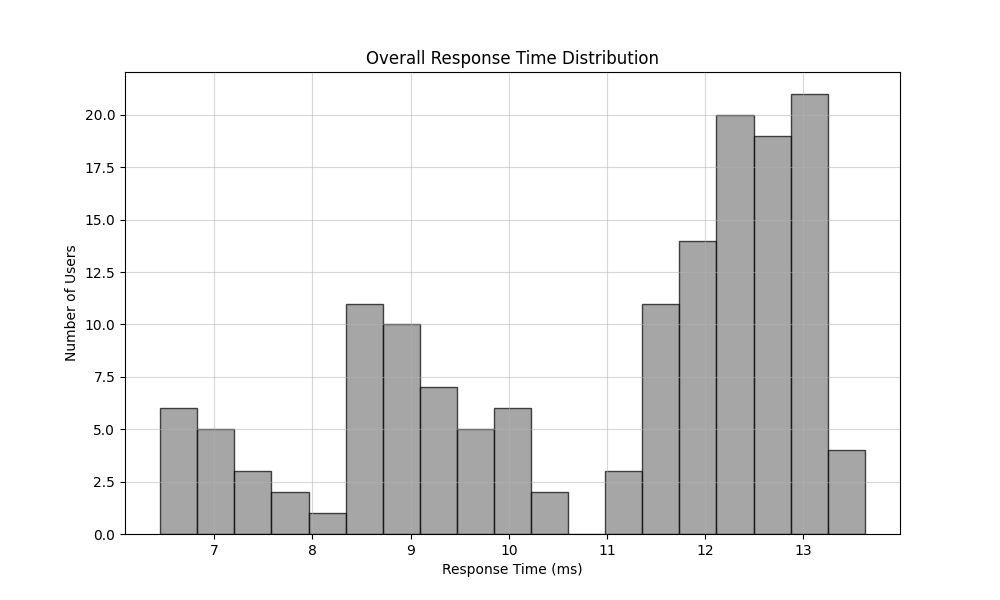 Overall Response Time Distribution
Number of Users
20.0
17.5
15.0
12.5
10.0
7.5
5.0
2.5
0.0
7 8 9 10 11 12 13
Response Time (ms)